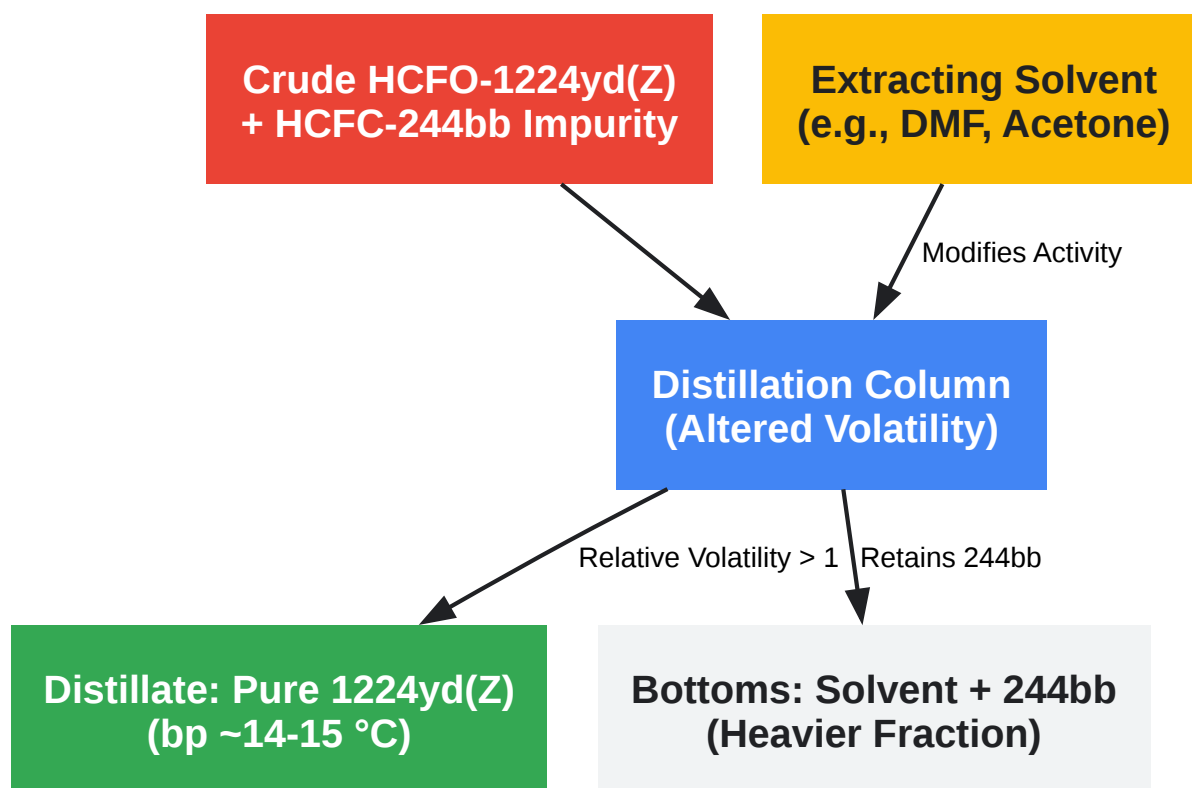 Crude HCFO-1224yd(Z)
+ HCFC-244bb Impurity
Extracting Solvent
(e.g., DMF, Acetone)
Modifies Activity
Distillation Column
(Altered Volatility)
Relative Volatility > 1
Retains 244bb
Distillate: Pure 1224yd(Z)
(bp ~14-15 °C)
Bottoms: Solvent + 244bb
(Heavier Fraction)